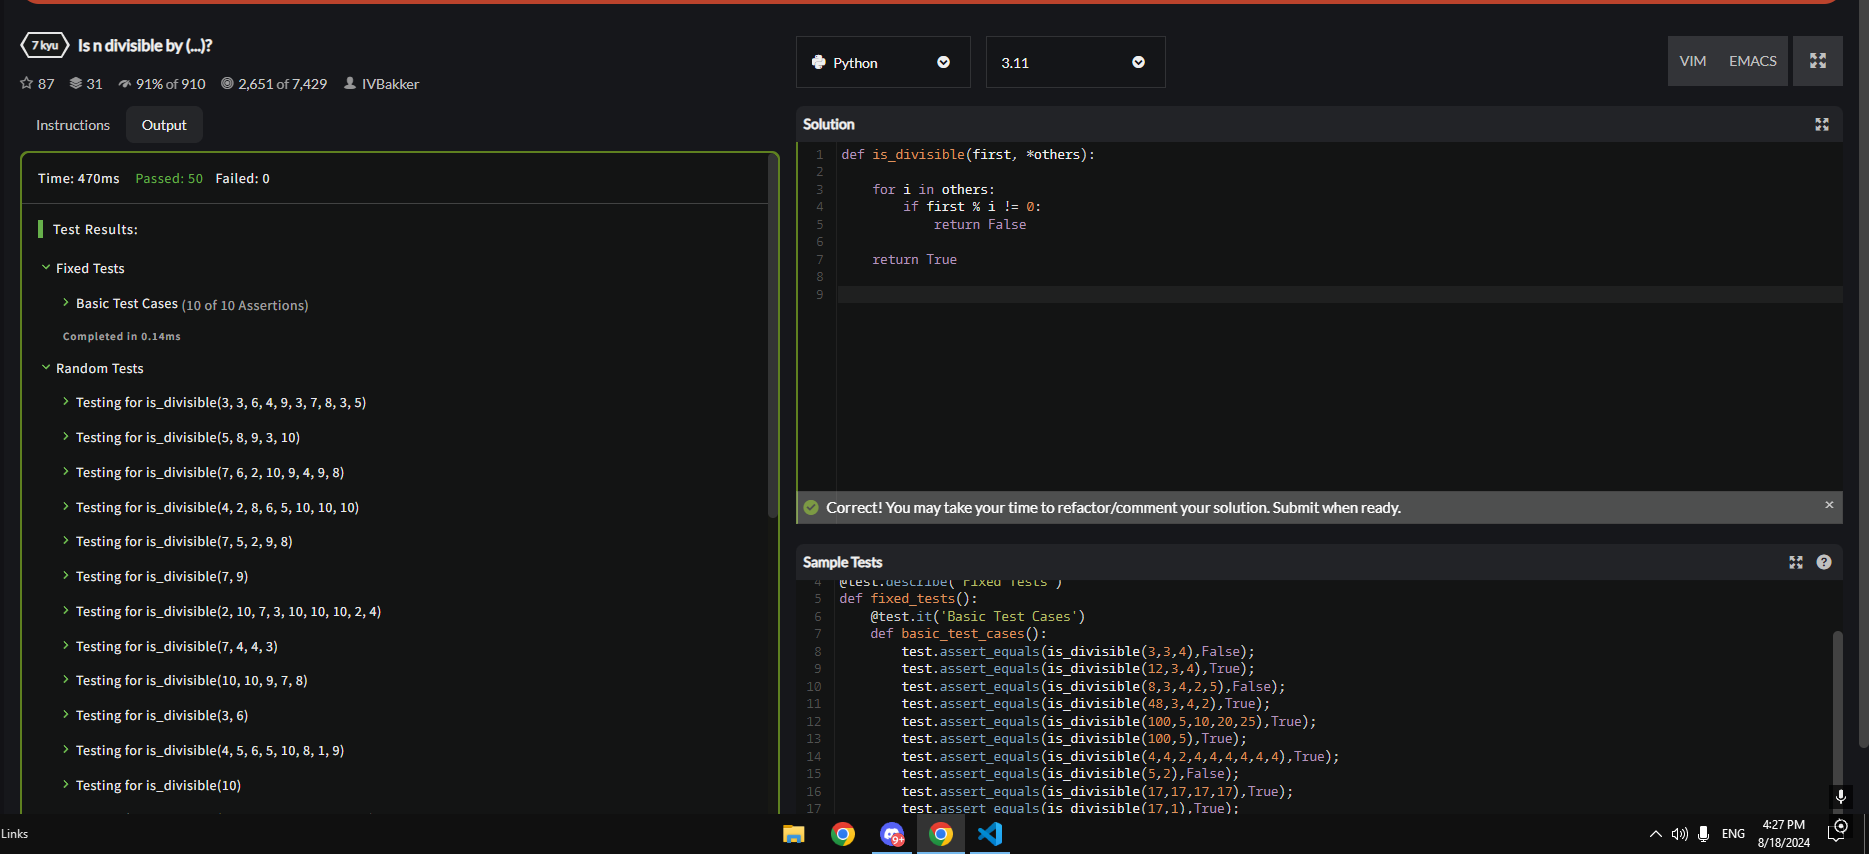 7 kyu Is n divisible by (...)?
87 31 91% of 910 2,651 of 7,429 IVBakker
Instructions Output
Time: 470ms Passed: 50 Failed: 0
Test Results:
Fixed Tests
Basic Test Cases (10 of 10 Assertions)
Completed in 0.14ms
Random Tests
Testing for is_divisible(3, 3, 6, 4, 9, 3, 7, 8, 3, 5)
Testing for is_divisible(5, 8, 9, 3, 10)
Testing for is_divisible(7, 6, 2, 10, 9, 4, 9, 8)
Testing for is_divisible(4, 2, 8, 6, 5, 10, 10, 10)
Testing for is_divisible(7, 5, 2, 9, 8)
Testing for is_divisible(7, 9)
Testing for is_divisible(2, 10, 7, 3, 10, 10, 10, 2, 4)
Testing for is_divisible(7, 4, 4, 3)
Testing for is_divisible(10, 10, 9, 7, 8)
Testing for is_divisible(3, 6)
Testing for is_divisible(4, 5, 6, 5, 10, 8, 1, 9)
Testing for is_divisible(10)
Python 3.11 VIM EMACS
Solution
1 def is_divisible(first, *others):
2
3 for i in others:
4 if first % i != 0:
5 return False
6
7 return True
8
9
Correct! You may take your time to refactor/comment your solution. Submit when ready.
Sample Tests
4 @test.describe('Fixed Tests')
5 def fixed_tests():
6 @test.it('Basic Test Cases')
7 def basic_test_cases():
8 test.assert_equals(is_divisible(3,3,4),False);
9 test.assert_equals(is_divisible(12,3,4),True);
10 test.assert_equals(is_divisible(8,3,4,2,5),False);
11 test.assert_equals(is_divisible(48,3,4,2),True);
12 test.assert_equals(is_divisible(100,5,10,20,25),True);
13 test.assert_equals(is_divisible(100,5),True);
14 test.assert_equals(is_divisible(4,4,2,4,4,4,4,4,4),True);
15 test.assert_equals(is_divisible(5,2),False);
16 test.assert_equals(is_divisible(17,17,17,17),True);
17 test.assert_equals(is_divisible(17,1),True);
Links
9+
ENG
4:27 PM
8/18/2024